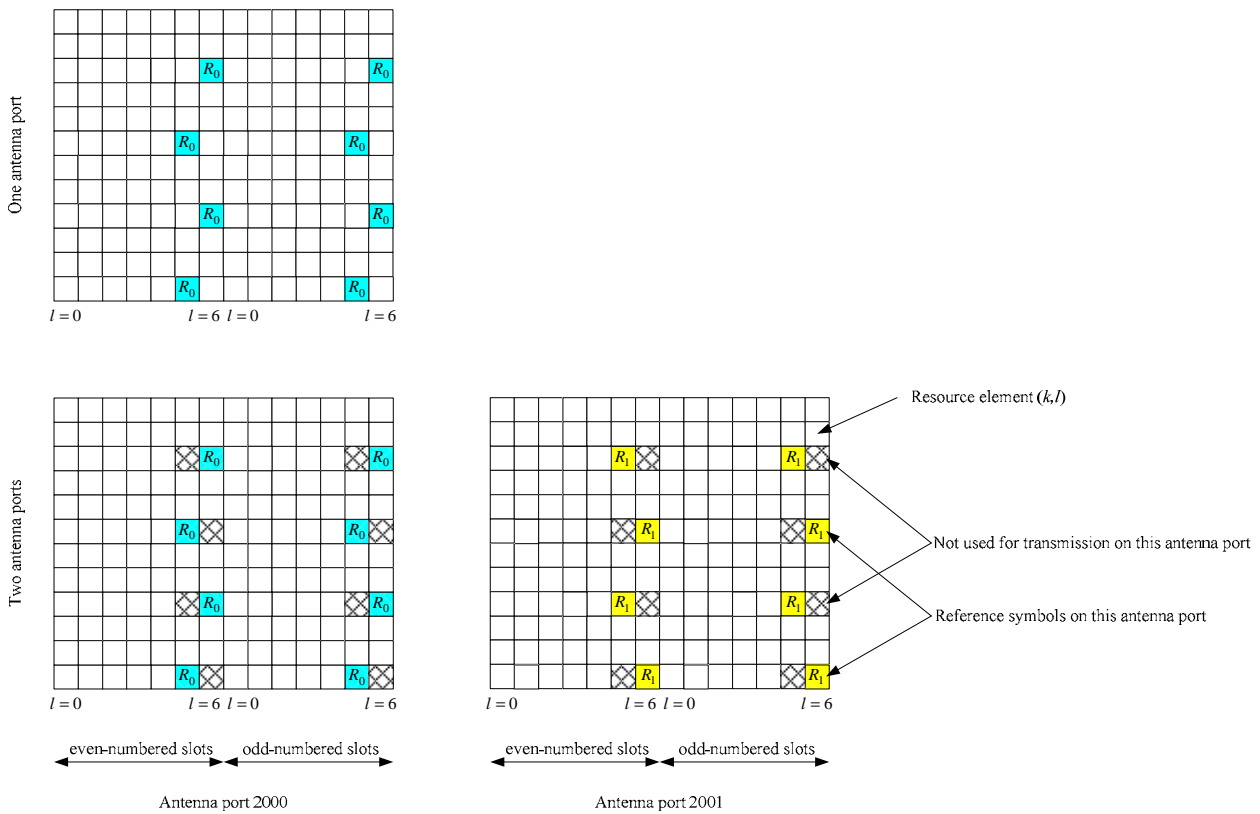 One antenna port
R0 R0
R0 R0
R0 R0
R0 R0
l = 0 l = 6 l = 0 l = 6
Two antenna ports
R0 R0
R0 R0
R0 R0
R0 R0
l = 0 l = 6 l = 0 l = 6
even-numbered slots odd-numbered slots
Antenna port 2000
R1 R1
R1 R1
R1 R1
R1 R1
l = 0 l = 6 l = 0 l = 6
even-numbered slots odd-numbered slots
Antenna port 2001
Resource element (k,l)
Not used for transmission on this antenna port
Reference symbols on this antenna port